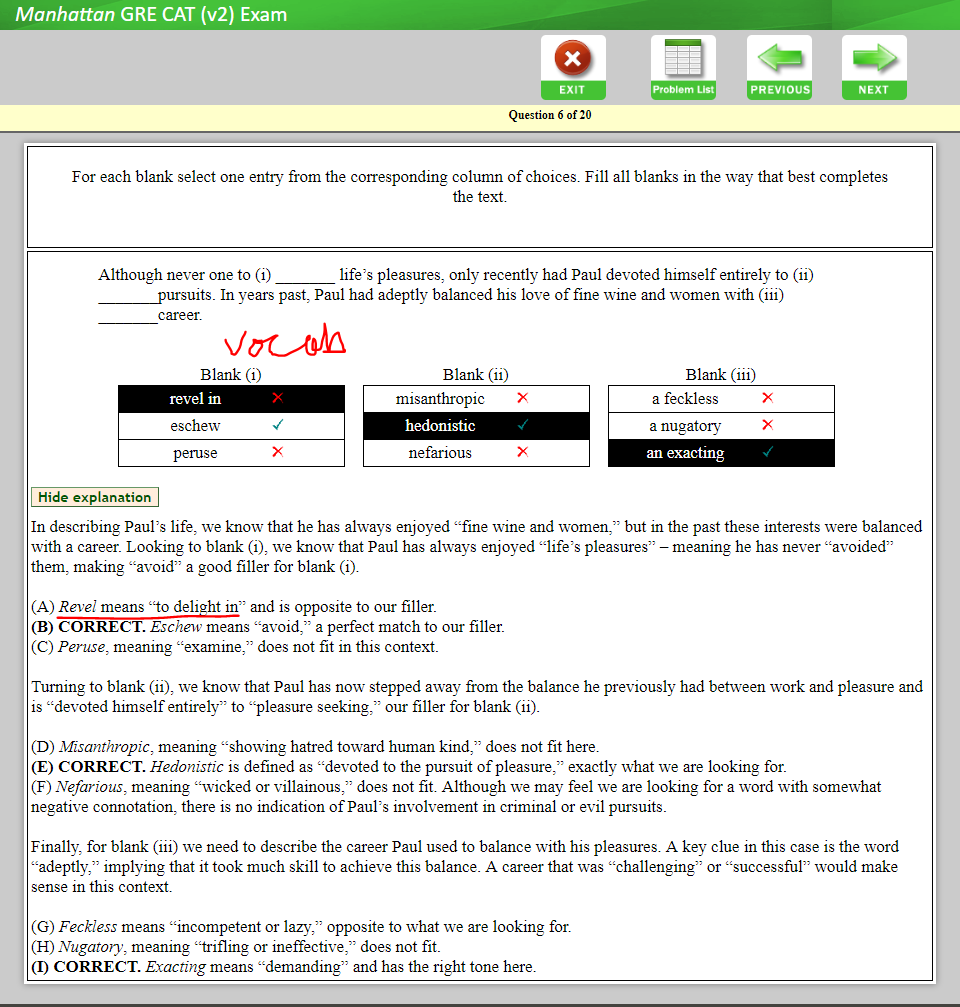 Manhattan GRE CAT (v2) Exam
EXIT
Problem List
PREVIOUS
NEXT
Question 6 of 20
For each blank select one entry from the corresponding column of choices. Fill all blanks in the way that best completes
the text.
Although never one to (i) _______ life's pleasures, only recently had Paul devoted himself entirely to (ii)
_______pursuits. In years past, Paul had adeptly balanced his love of fine wine and women with (iii)
_______career.
vocab
Blank (i) Blank (ii) Blank (iii)
revel in ✗ misanthropic ✗ a feckless ✗
eschew ✓ hedonistic ✓ a nugatory ✗
peruse ✗ nefarious ✗ an exacting ✓
Hide explanation
In describing Paul's life, we know that he has always enjoyed “fine wine and women,” but in the past these interests were balanced
with a career. Looking to blank (i), we know that Paul has always enjoyed “life's pleasures” – meaning he has never “avoided”
them, making “avoid” a good filler for blank (i).
(A) Revel means “to delight in” and is opposite to our filler.
(B) CORRECT. Eschew means “avoid,” a perfect match to our filler.
(C) Peruse, meaning “examine,” does not fit in this context.
Turning to blank (ii), we know that Paul has now stepped away from the balance he previously had between work and pleasure and
is “devoted himself entirely” to “pleasure seeking,” our filler for blank (ii).
(D) Misanthropic, meaning “showing hatred toward human kind,” does not fit here.
(E) CORRECT. Hedonistic is defined as “devoted to the pursuit of pleasure,” exactly what we are looking for.
(F) Nefarious, meaning “wicked or villainous,” does not fit. Although we may feel we are looking for a word with somewhat
negative connotation, there is no indication of Paul's involvement in criminal or evil pursuits.
Finally, for blank (iii) we need to describe the career Paul used to balance with his pleasures. A key clue in this case is the word
“adeptly,” implying that it took much skill to achieve this balance. A career that was “challenging” or “successful” would make
sense in this context.
(G) Feckless means “incompetent or lazy,” opposite to what we are looking for.
(H) Nugatory, meaning “trifling or ineffective,” does not fit.
(I) CORRECT. Exacting means “demanding” and has the right tone here.